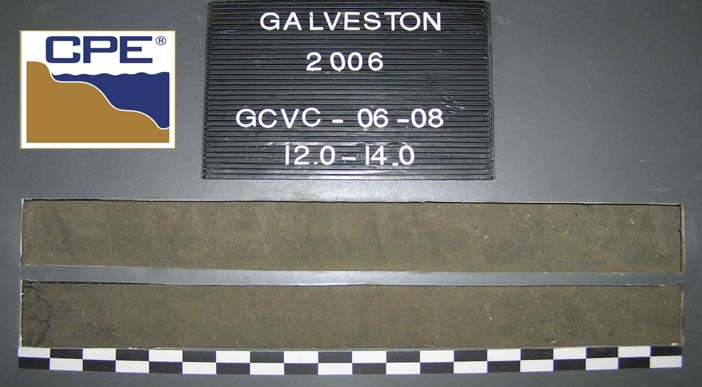 CPE®
GALVESTON
2006
GCVC - 06-08
12.0-14.0